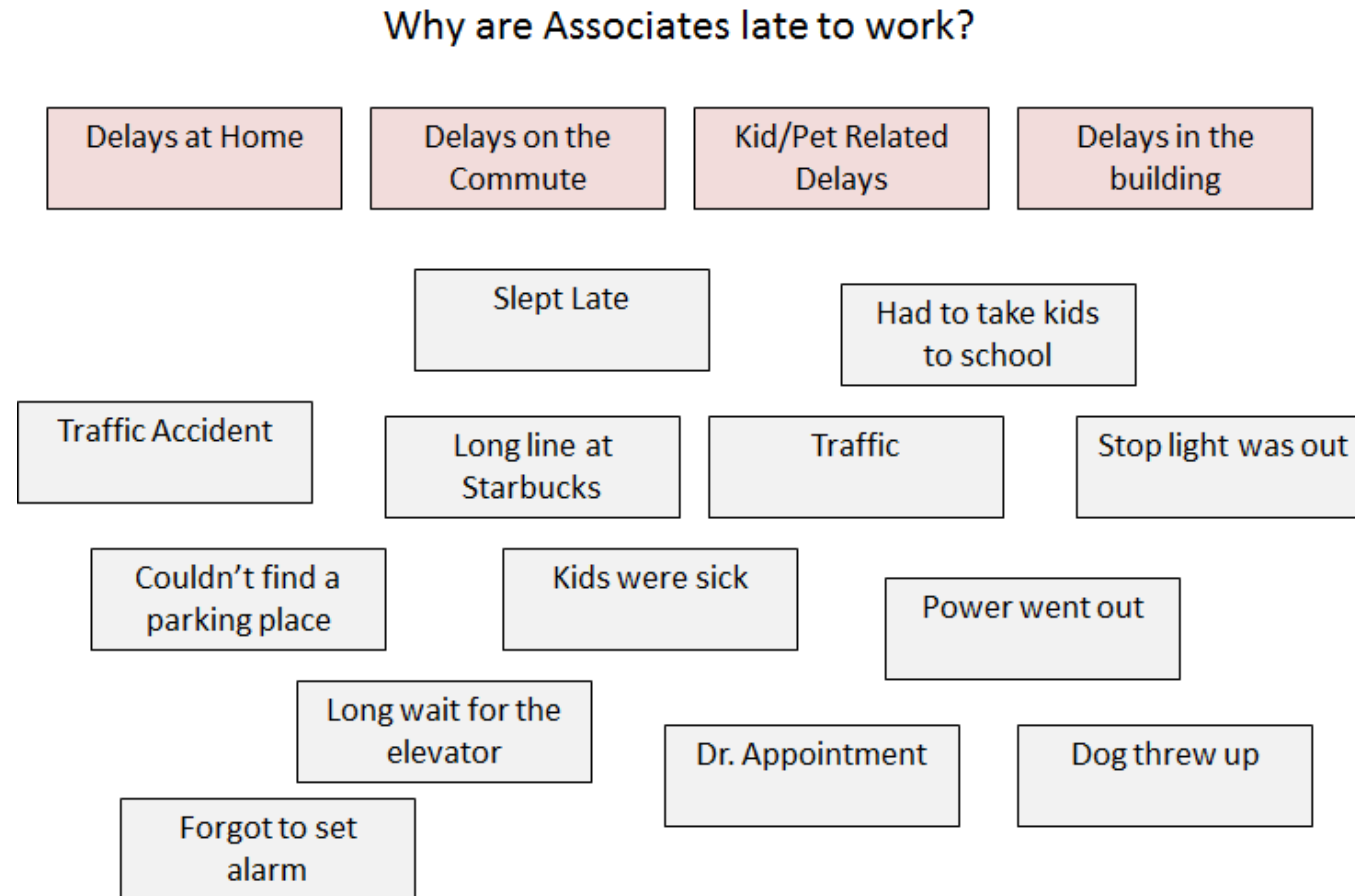 Why are Associates late to work?
Delays at Home
Delays on the
Commute
Kid/Pet Related
Delays
Delays in the
building
Slept Late
Had to take kids
to school
Traffic Accident
Long line at
Starbucks
Traffic
Stop light was out
Couldn’t find a
parking place
Kids were sick
Power went out
Long wait for the
elevator
Dr. Appointment
Dog threw up
Forgot to set
alarm